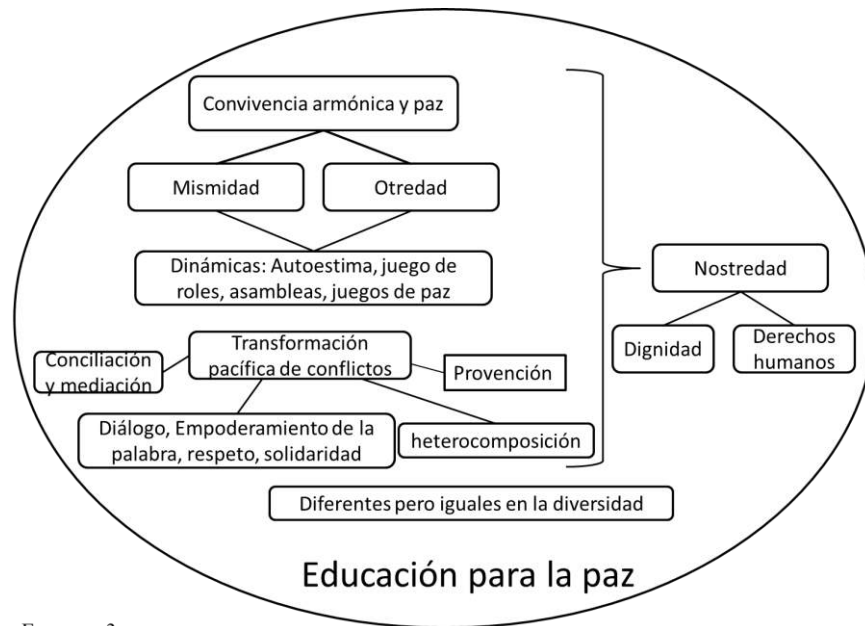 Convivencia armónica y paz
Mismidad
Otredad
Dinámicas: Autoestima, juego de
roles, asambleas, juegos de paz
Nostredad
Dignidad
Derechos
humanos
Transformación
pacífica de conflictos
Conciliación
y mediación
Provención
Diálogo, Empoderamiento de la
palabra, respeto, solidaridad
heterocomposición
Diferentes pero iguales en la diversidad
Educación para la paz